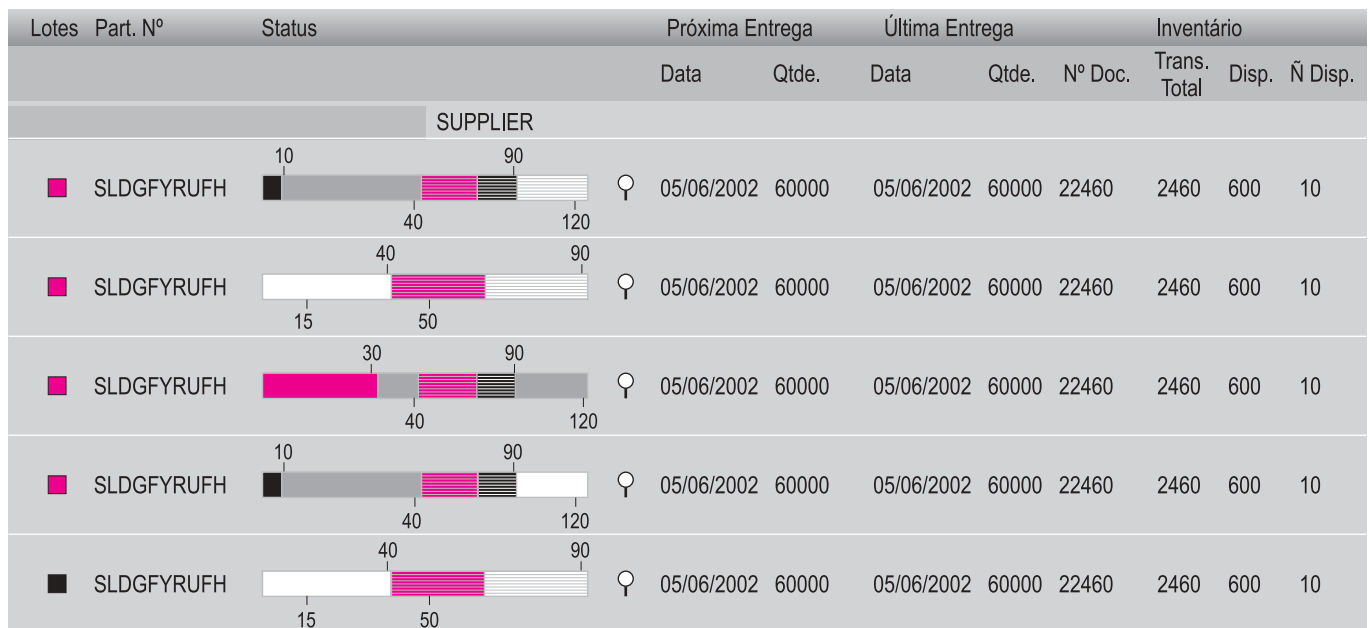 Lotes Part. Nº Status Próxima Entrega Última Entrega Inventário
Data Qtde. Data Qtde. Nº Doc. Trans. Total Disp. Ñ Disp.
SUPPLIER
10 90
SLDGFYRUFH 05/06/2002 60000 05/06/2002 60000 22460 2460 600 10
40 120
40 90
SLDGFYRUFH 05/06/2002 60000 05/06/2002 60000 22460 2460 600 10
15 50
30 90
SLDGFYRUFH 05/06/2002 60000 05/06/2002 60000 22460 2460 600 10
40 120
10 90
SLDGFYRUFH 05/06/2002 60000 05/06/2002 60000 22460 2460 600 10
40 120
40 90
SLDGFYRUFH 05/06/2002 60000 05/06/2002 60000 22460 2460 600 10
15 50